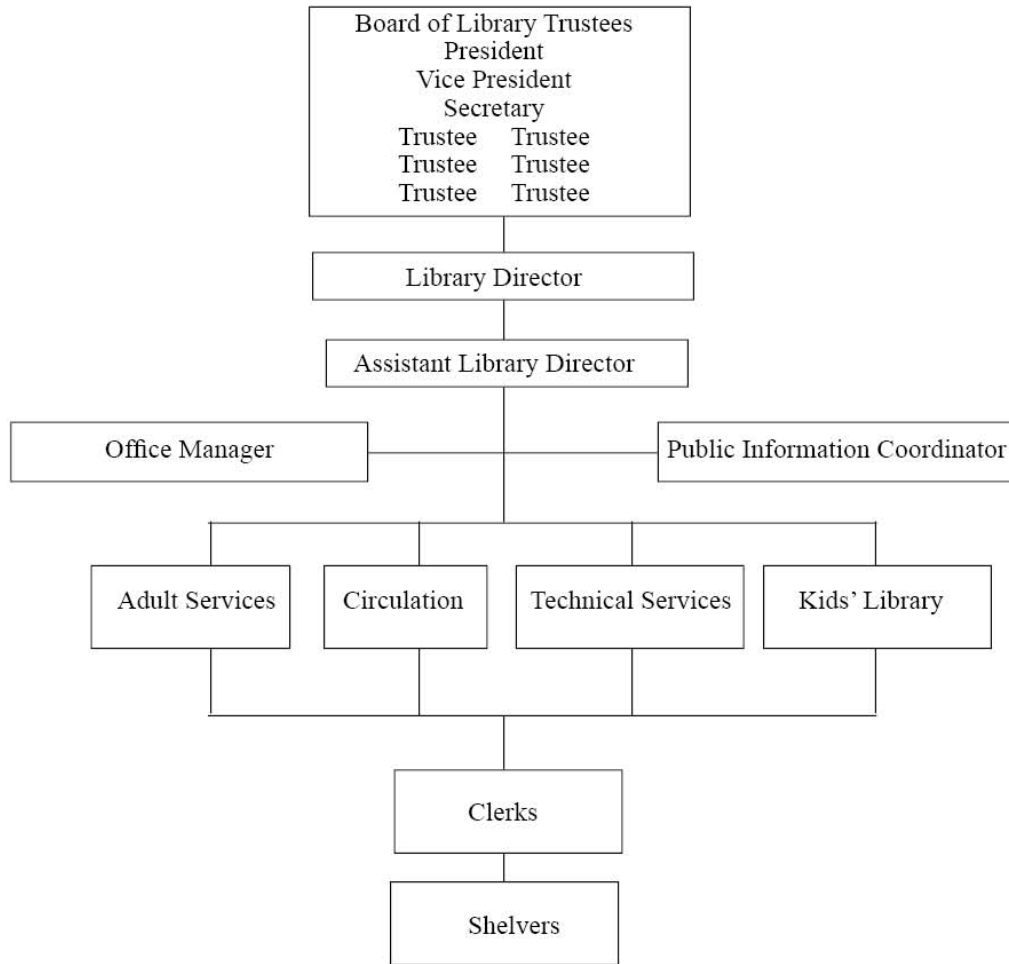 Board of Library Trustees
President
Vice President
Secretary
Trustee Trustee
Trustee Trustee
Trustee Trustee
Library Director
Assistant Library Director
Office Manager
Public Information Coordinator
Adult Services
Circulation
Technical Services
Kids’ Library
Clerks
Shelvers